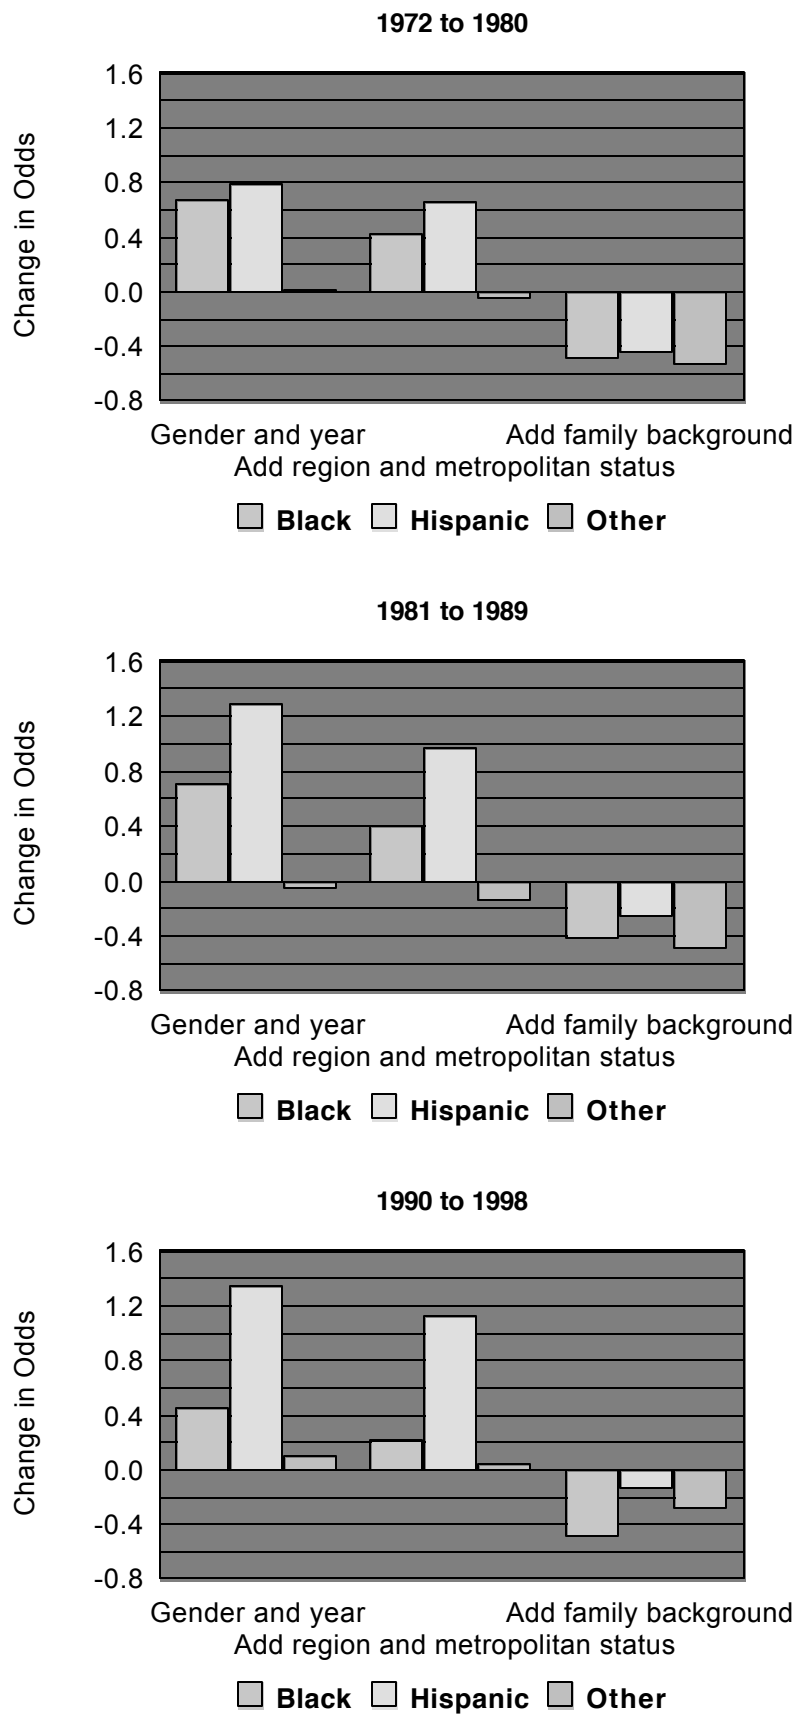 1972 to 1980
Change in Odds
1.6
1.2
0.8
0.4
0.0
-0.4
-0.8
Gender and year Add family background
Add region and metropolitan status
Black Hispanic Other
1981 to 1989
Change in Odds
1.6
1.2
0.8
0.4
0.0
-0.4
-0.8
Gender and year Add family background
Add region and metropolitan status
Black Hispanic Other
1990 to 1998
Change in Odds
1.6
1.2
0.8
0.4
0.0
-0.4
-0.8
Gender and year Add family background
Add region and metropolitan status
Black Hispanic Other